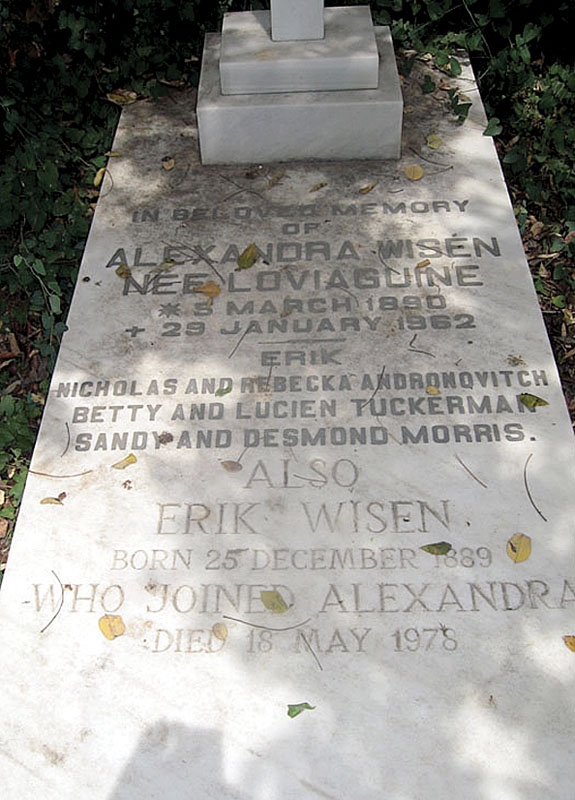 IN BELOVED MEMORY
OF
ALEXANDRA WISÉN
NÉE LOVIAGUINE
* 5 MARCH 1890
+ 29 JANUARY 1962
ERIK
NICHOLAS AND REBECKA ANDRONOVITCH
BETTY AND LUCIEN TUCKERMAN
SANDY AND DESMOND MORRIS.
ALSO
ERIK WISEN
BORN 25 DECEMBER 1889
WHO JOINED ALEXANDRA
DIED 18 MAY 1978